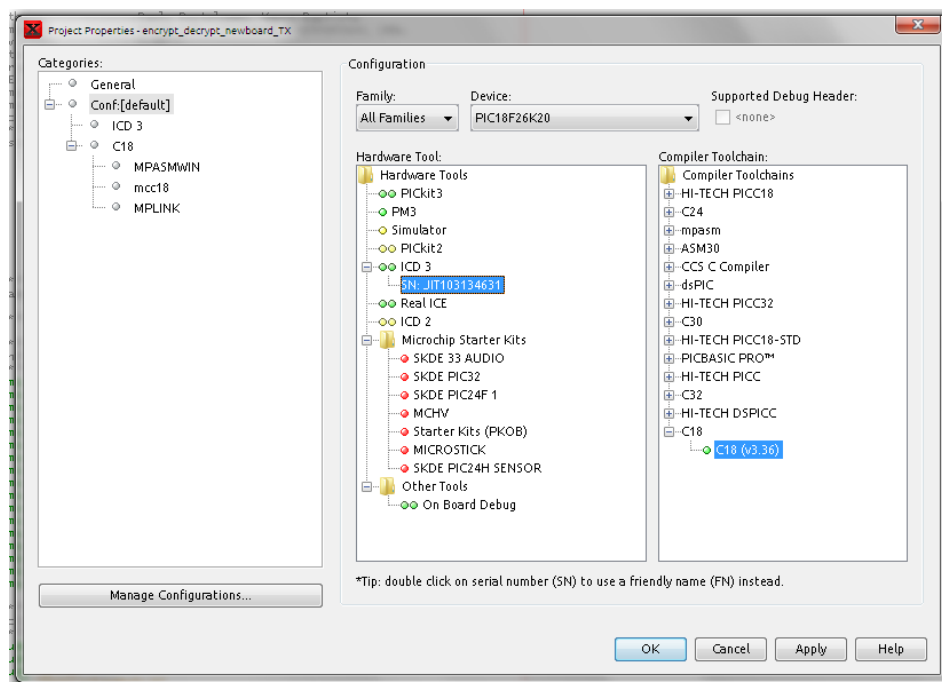 Project Properties - encrypt_decrypt_newboard_TX
Categories:
General
Conf:[default]
ICD 3
C18
MPASMWIN
mcc18
MPLINK
Manage Configurations...
Configuration
Family:
All Families
Device:
PIC18F26K20
Supported Debug Header:
<none>
Hardware Tool:
Hardware Tools
PICkit3
PM3
Simulator
PICkit2
ICD 3
SN: JIT103134631
Real ICE
ICD 2
Microchip Starter Kits
SKDE 33 AUDIO
SKDE PIC32
SKDE PIC24F 1
MCHV
Starter Kits (PKOB)
MICROSTICK
SKDE PIC24H SENSOR
Other Tools
On Board Debug
Compiler Toolchain:
Compiler Toolchains
HI-TECH PICC18
C24
mpasm
ASM30
CCS C Compiler
dsPIC
HI-TECH PICC32
C30
HI-TECH PICC18-STD
PICBASIC PRO™
HI-TECH PICC
C32
HI-TECH DSPICC
C18
C18 (v3.36)
*Tip: double click on serial number (SN) to use a friendly name (FN) instead.
OK
Cancel
Apply
Help